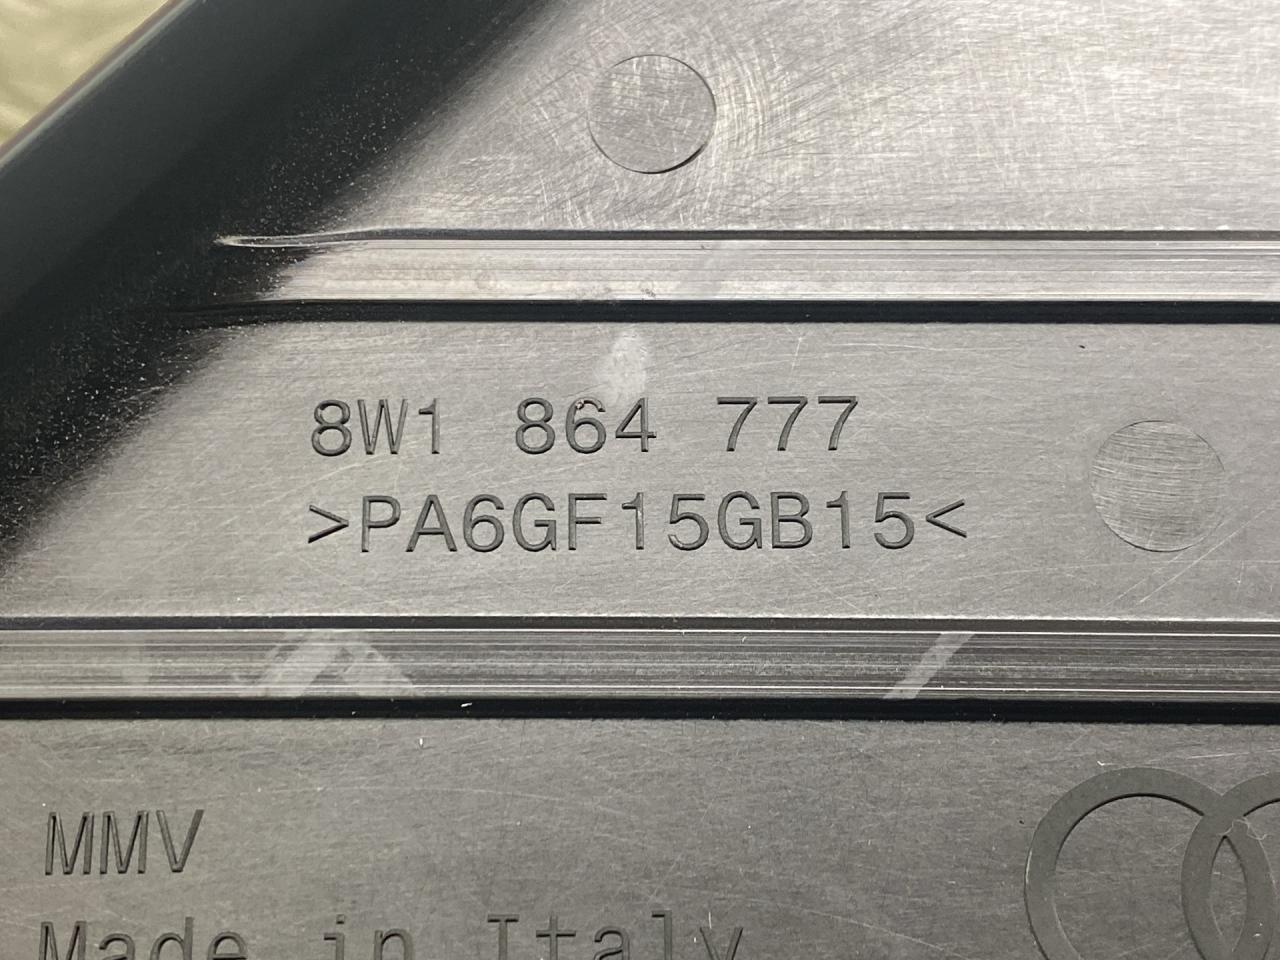 8W1 864 777
>PA6GF15GB15<
MMV
Made in Italy